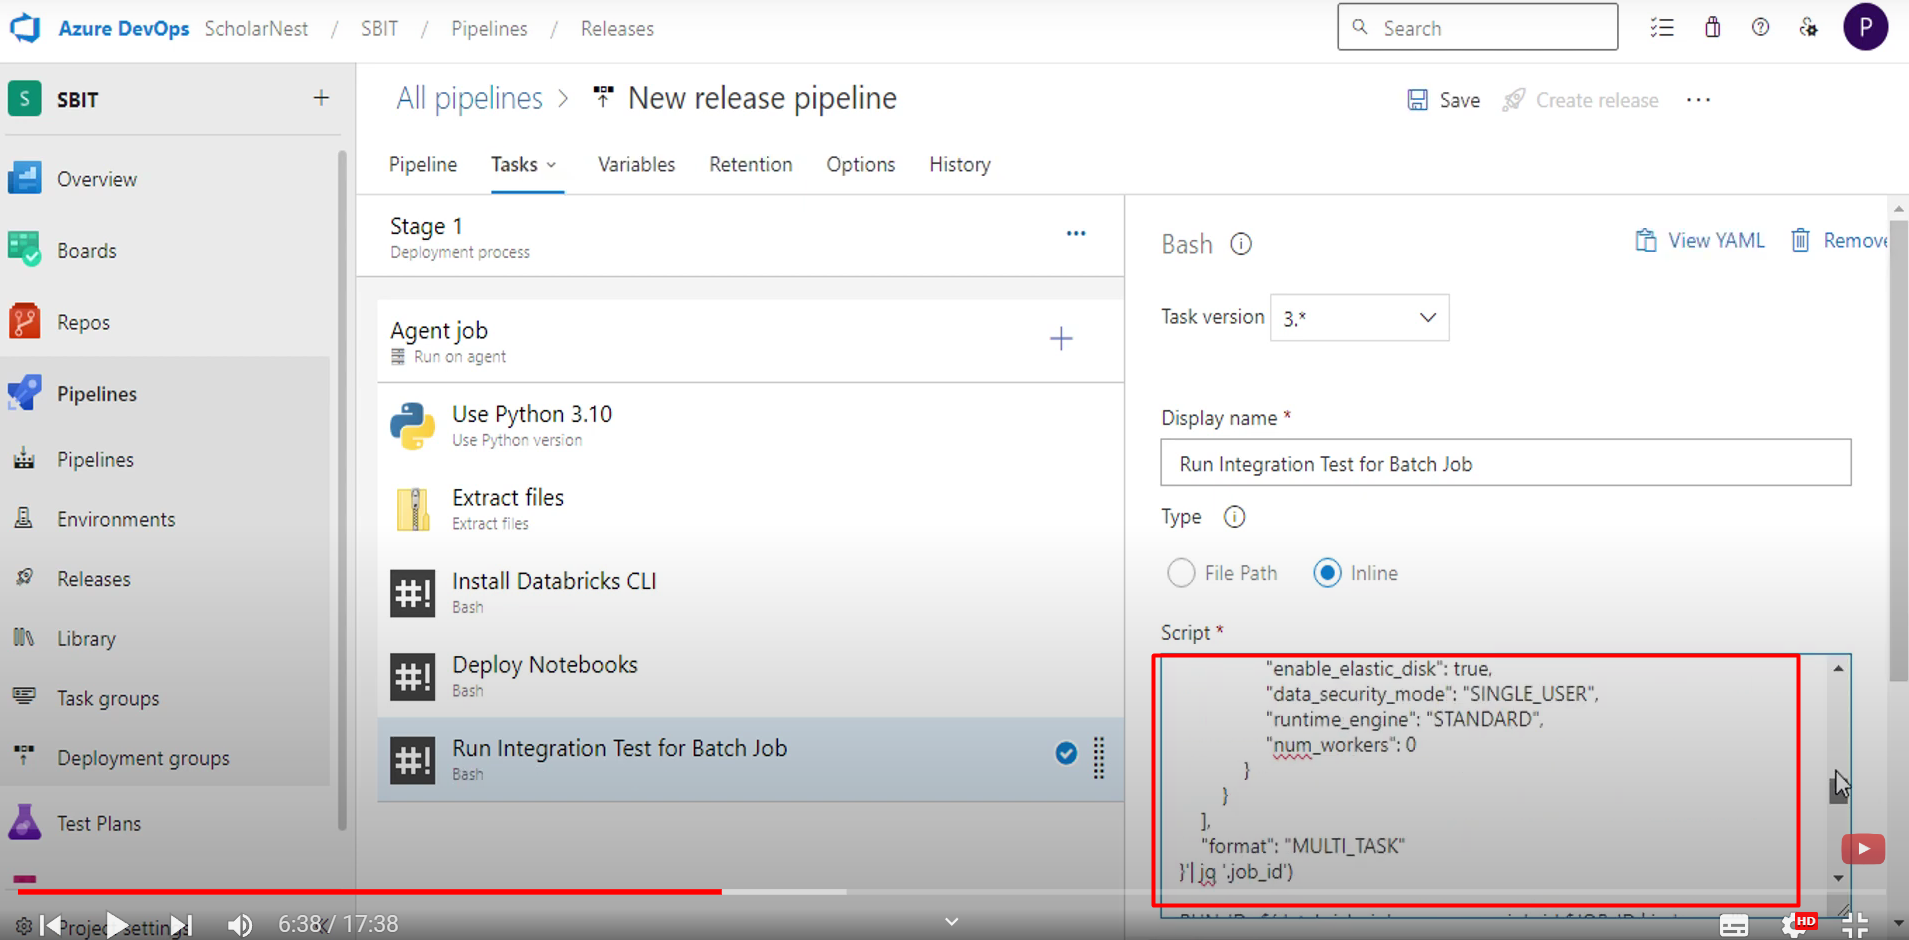 Azure DevOps ScholarNest / SBIT / Pipelines / Releases
Search
P
S SBIT +
Overview
Boards
Repos
Pipelines
Pipelines
Environments
Releases
Library
Task groups
Deployment groups
Test Plans
Project settings
All pipelines > New release pipeline
Save Create release ...
Pipeline Tasks Variables Retention Options History
Stage 1
Deployment process
Agent job
Run on agent
Use Python 3.10
Use Python version
Extract files
Extract files
#! Install Databricks CLI
Bash
#! Deploy Notebooks
Bash
#! Run Integration Test for Batch Job
Bash
Bash
View YAML Remove
Task version 3.*
Display name *
Run Integration Test for Batch Job
Type
File Path Inline
Script *
"enable_elastic_disk": true,
"data_security_mode": "SINGLE_USER",
"runtime_engine": "STANDARD",
"num_workers": 0
}
}
],
"format": "MULTI_TASK"
}'| jq '.job_id')
6:38 / 17:38
HD